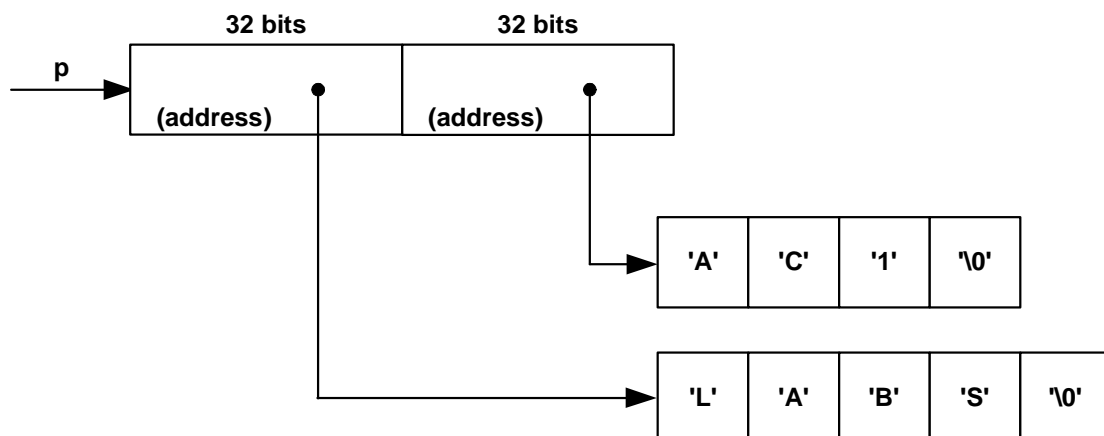 32 bits 32 bits
p
(address) (address)
'A' 'C' '1' '\0'
'L' 'A' 'B' 'S' '\0'